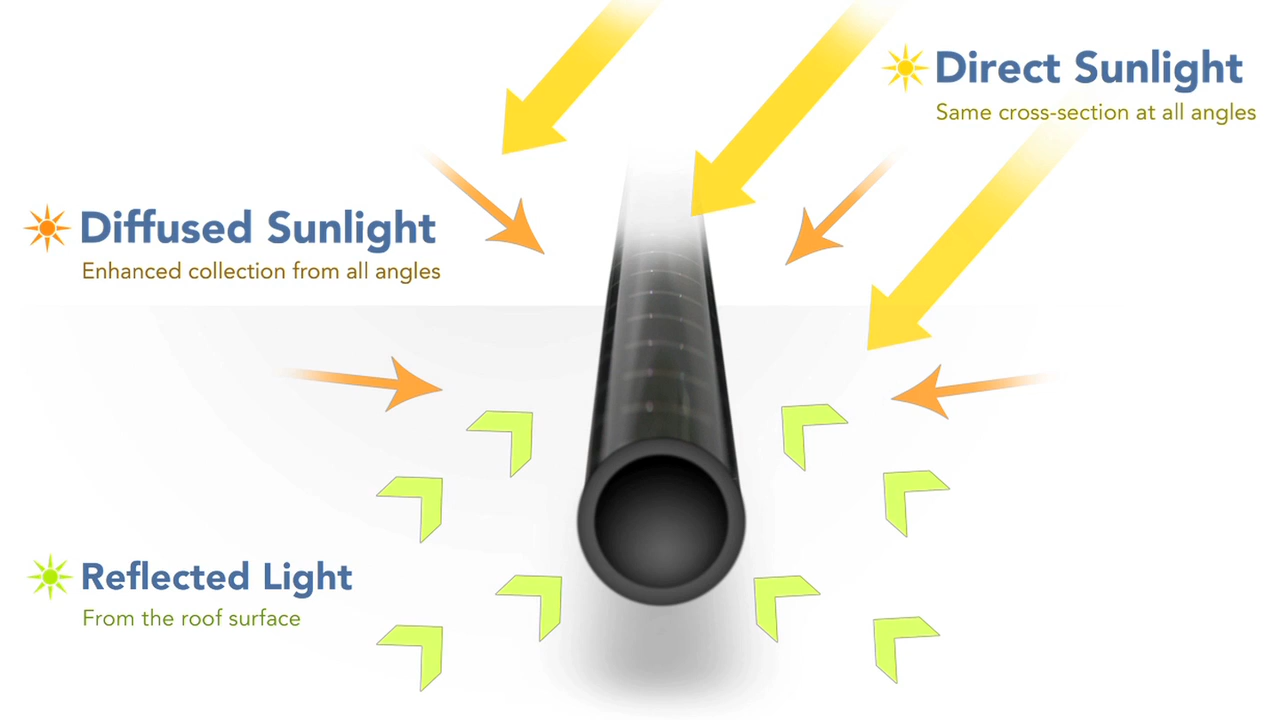 Direct Sunlight
Same cross-section at all angles
Diffused Sunlight
Enhanced collection from all angles
Reflected Light
From the roof surface